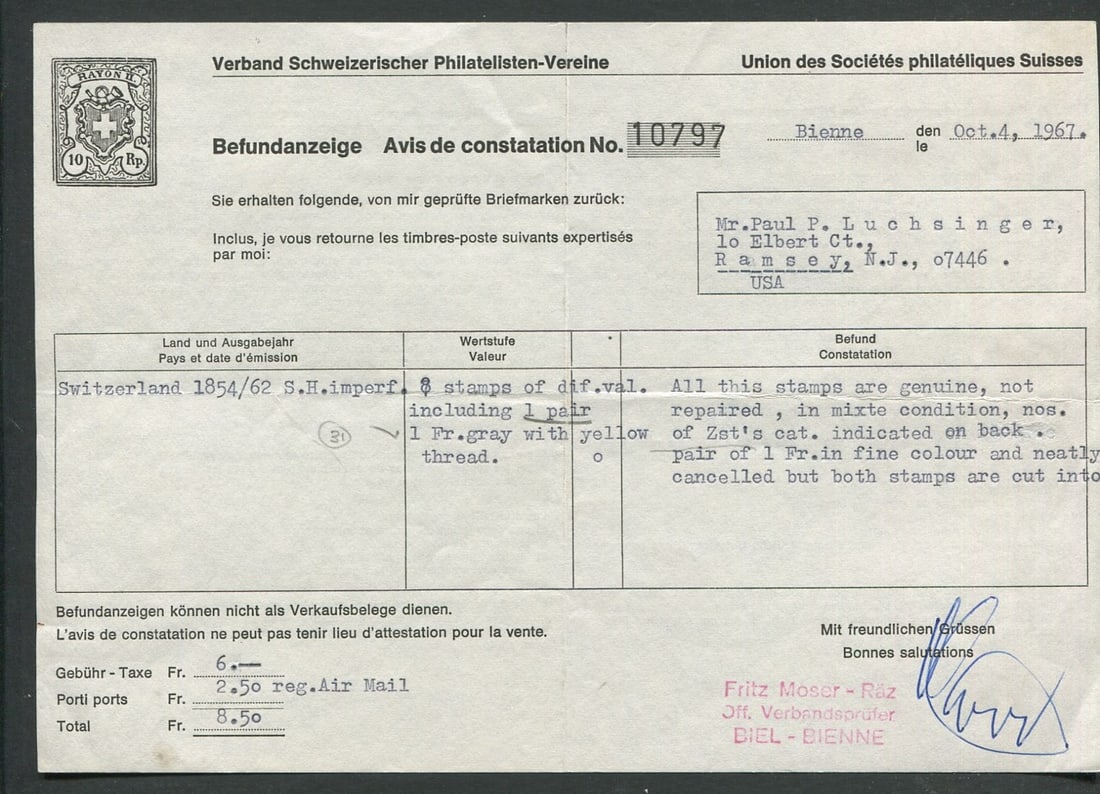 Verband Schweizerischer Philatelisten-Vereine
Union des Sociétés philatéliques Suisses
RAYON II.
10 Rp.
Befundanzeige Avis de constatation No. 10797
Bienne den Oct.4, 1967.
le
Sie erhalten folgende, von mir geprüfte Briefmarken zurück:
Inclus, je vous retourne les timbres-poste suivants expertisés
par moi:
Mr.Paul P. L u c h s i n g e r,
lo Elbert Ct.,
R a m s e y, N.J., o7446 .
USA
Land und Ausgabejahr
Pays et date d'émission
Wertstufe
Valeur
Befund
Constatation
Switzerland 1854/62 S.H.imperf. 8 stamps of dif.val.
including 1 pair
31
1 Fr.gray with yellow
thread. o
All this stamps are genuine, not
repaired , in mixte condition, nos.
of Zst's cat. indicated on back .
pair of 1 Fr.in fine colour and neatly
cancelled but both stamps are cut into
Befundanzeigen können nicht als Verkaufsbelege dienen.
L'avis de constatation ne peut pas tenir lieu d'attestation pour la vente.
Gebühr - Taxe Fr. 6.—
Porti ports Fr. 2.5o reg.Air Mail
Total Fr. 8.5o
Mit freundlichen Grüssen
Bonnes salutations
Fritz Moser - Räz
Off. Verbandsprüfer
BIEL - BIENNE